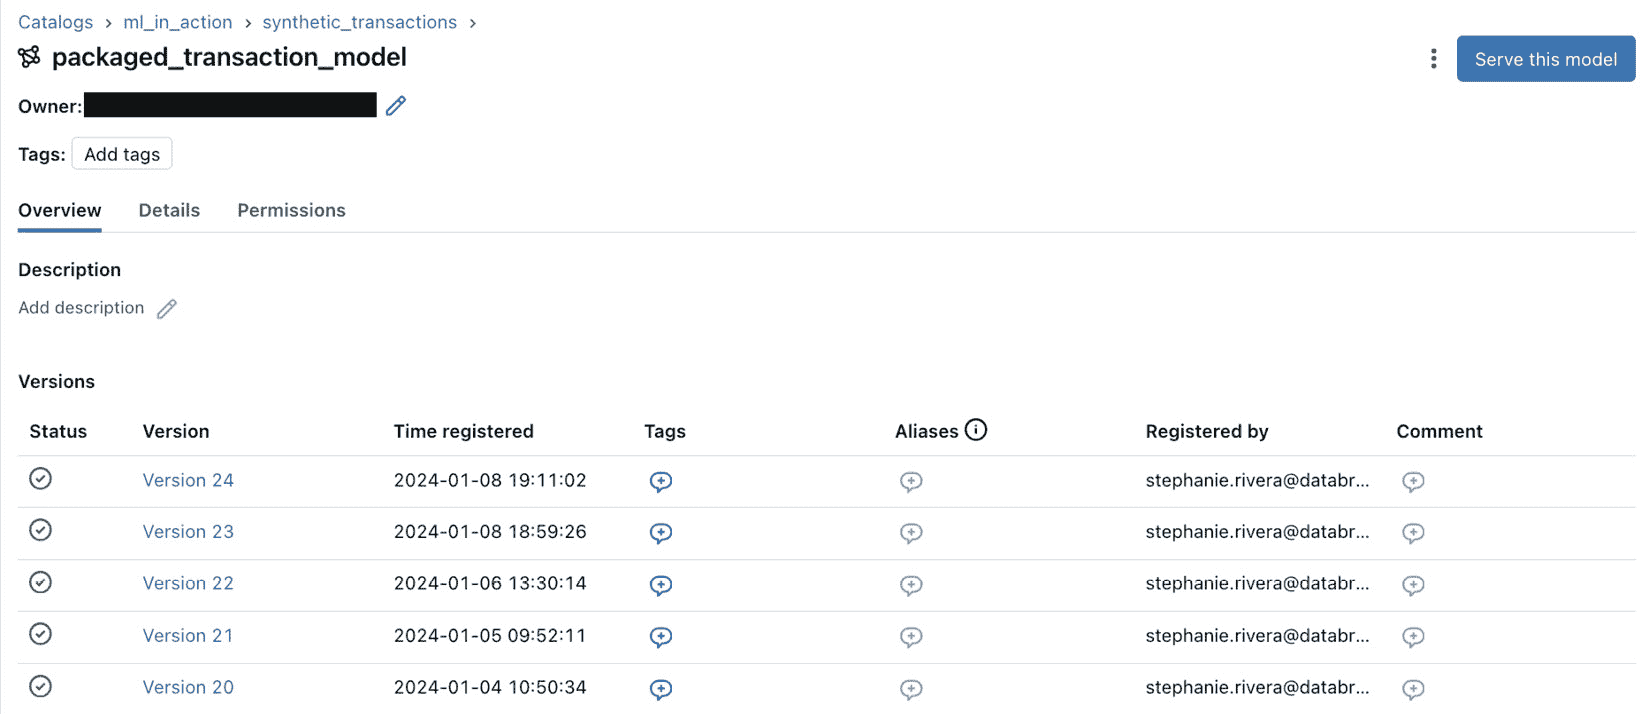 Catalogs > ml_in_action > synthetic_transactions >
packaged_transaction_model
Serve this model
Owner:
Tags: Add tags
Overview Details Permissions
Description
Add description
Versions
Status Version Time registered Tags Aliases Registered by Comment
Version 24 2024-01-08 19:11:02 stephanie.rivera@databr...
Version 23 2024-01-08 18:59:26 stephanie.rivera@databr...
Version 22 2024-01-06 13:30:14 stephanie.rivera@databr...
Version 21 2024-01-05 09:52:11 stephanie.rivera@databr...
Version 20 2024-01-04 10:50:34 stephanie.rivera@databr...